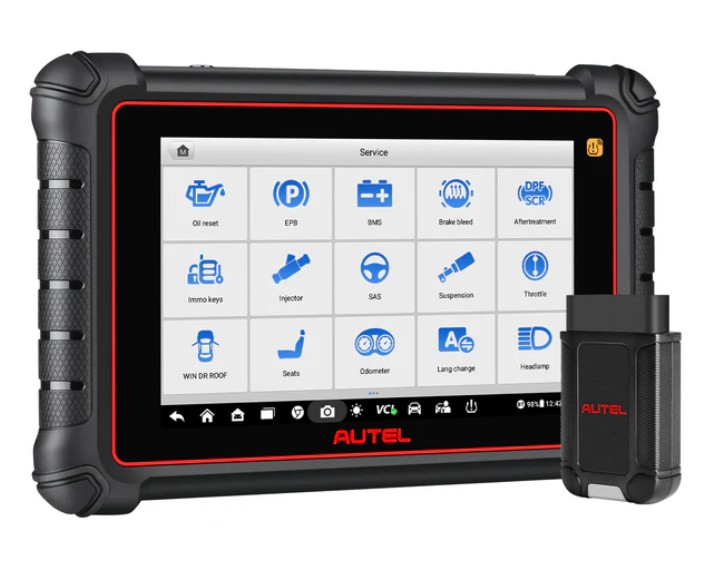 M
Service
Oil reset
P
EPB
BMS
Brake bleed
DPF
SCR
Aftertreatment
Immo keys
Injector
SAS
Suspension
Throttle
WIN DR ROOF
Seats
Odometer
A
Lang change
Headlamp
VCI
98%
12:42
AUTEL
AUTEL